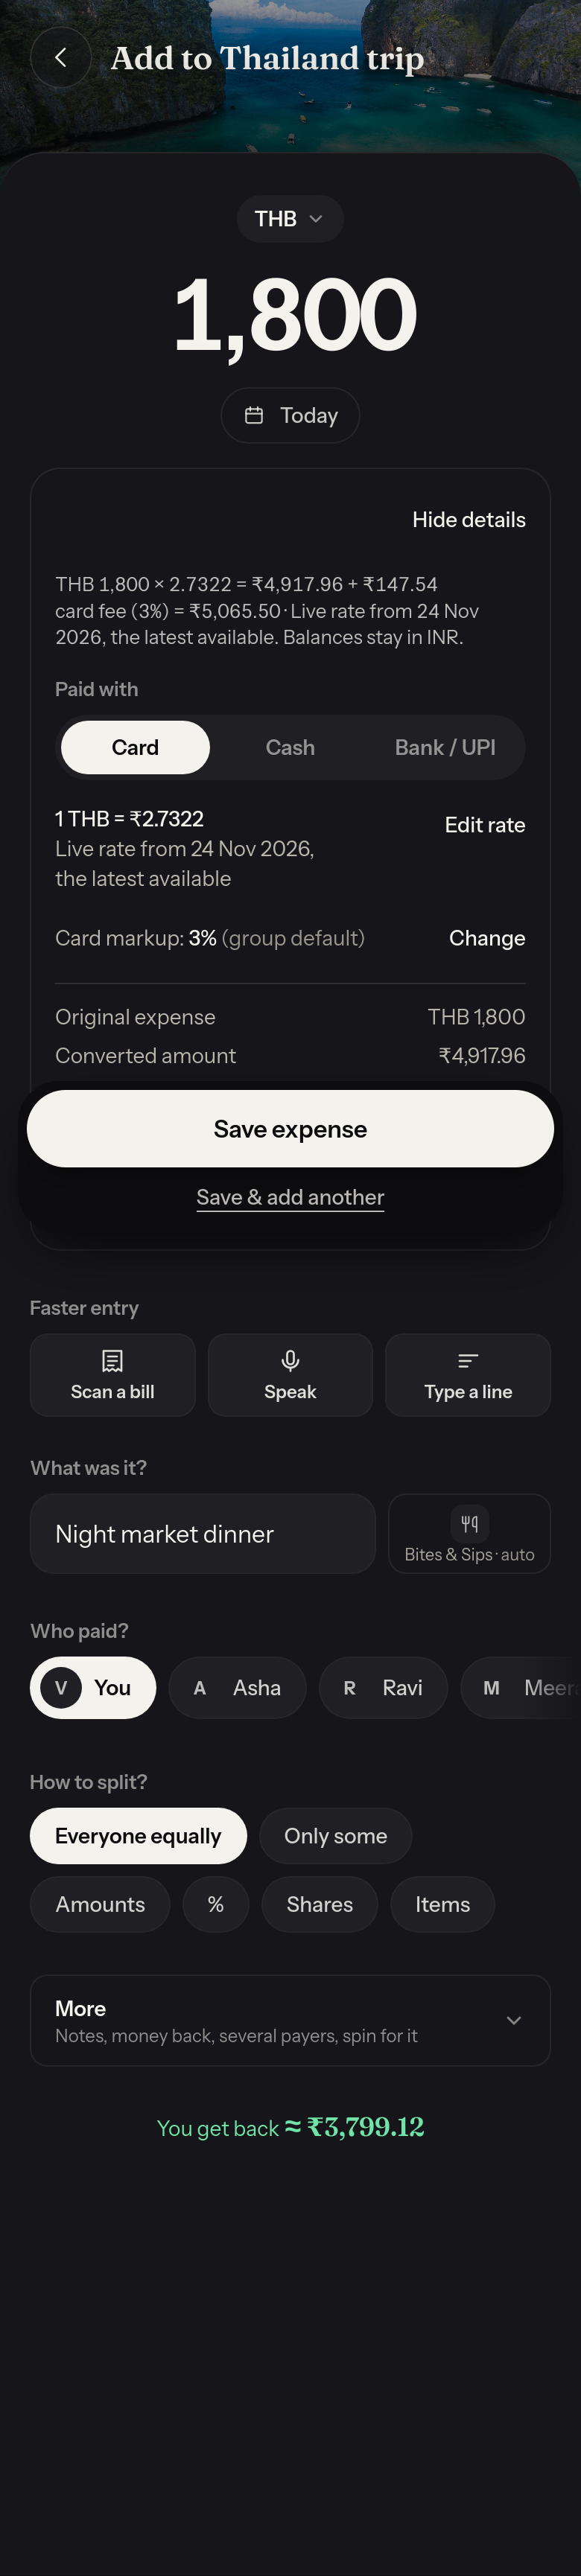 Add to Thailand trip
THB
1,800
Today
Hide details
THB 1,800 × 2.7322 = ₹4,917.96 + ₹147.54
card fee (3%) = ₹5,065.50 · Live rate from 24 Nov
2026, the latest available. Balances stay in INR.
Paid with
Card Cash Bank / UPI
1 THB = ₹2.7322
Edit rate
Live rate from 24 Nov 2026,
the latest available
Card markup: 3% (group default) Change
Original expense THB 1,800
Converted amount ₹4,917.96
Save expense
Save & add another
Faster entry
Scan a bill Speak Type a line
What was it?
Night market dinner
Bites & Sips · auto
Who paid?
V You A Asha R Ravi M
How to split?
Everyone equally Only some
Amounts % Shares Items
More
Notes, money back, several payers, spin for it
You get back ≈ ₹3,799.12